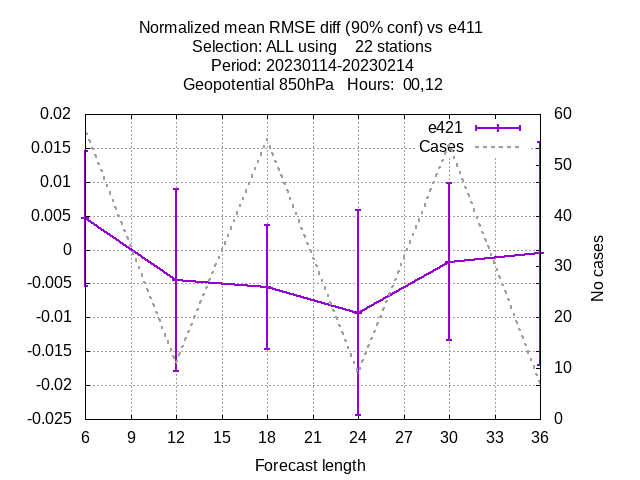 Normalized mean RMSE diff (90% conf) vs e411
Selection: ALL using    22 stations
Period: 20230114-20230214
Geopotential 850hPa   Hours:  00,12
0.02
0.015
0.01
0.005
0
-0.005
-0.01
-0.015
-0.02
-0.025
e421
Cases
60
50
40
30
20
10
0
No cases
6 9 12 15 18 21 24 27 30 33 36
Forecast length